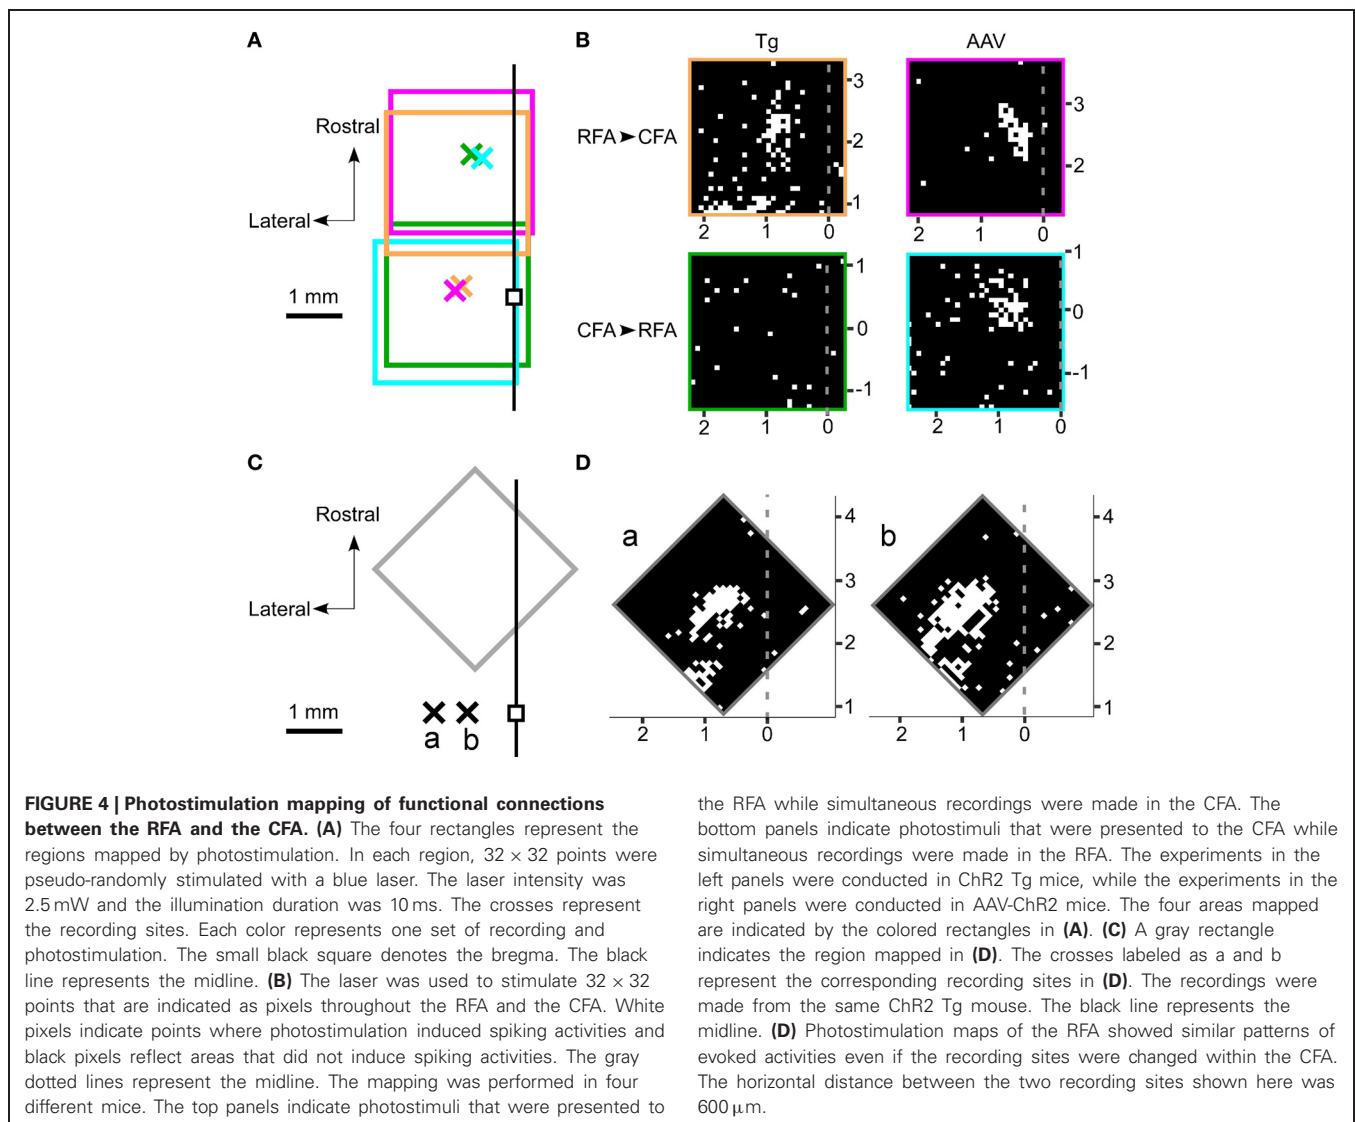 A
Rostral
Lateral
1 mm
B
Tg
AAV
RFA➤CFA
3
2
1
2
1
0
3
2
2
1
0
CFA➤RFA
1
0
-1
2
1
0
1
0
-1
2
1
0
C
Rostral
Lateral
1 mm
a
b
D
a
4
3
2
1
2
1
0
b
4
3
2
1
2
1
0
FIGURE 4 | Photostimulation mapping of functional connections
between the RFA and the CFA. (A) The four rectangles represent the
regions mapped by photostimulation. In each region, 32 × 32 points were
pseudo-randomly stimulated with a blue laser. The laser intensity was
2.5 mW and the illumination duration was 10 ms. The crosses represent
the recording sites. Each color represents one set of recording and
photostimulation. The small black square denotes the bregma. The black
line represents the midline. (B) The laser was used to stimulate 32 × 32
points that are indicated as pixels throughout the RFA and the CFA. White
pixels indicate points where photostimulation induced spiking activities and
black pixels reflect areas that did not induce spiking activities. The gray
dotted lines represent the midline. The mapping was performed in four
different mice. The top panels indicate photostimuli that were presented to
the RFA while simultaneous recordings were made in the CFA. The
bottom panels indicate photostimuli that were presented to the CFA while
simultaneous recordings were made in the RFA. The experiments in the
left panels were conducted in ChR2 Tg mice, while the experiments in the
right panels were conducted in AAV-ChR2 mice. The four areas mapped
are indicated by the colored rectangles in (A). (C) A gray rectangle
indicates the region mapped in (D). The crosses labeled as a and b
represent the corresponding recording sites in (D). The recordings were
made from the same ChR2 Tg mouse. The black line represents the
midline. (D) Photostimulation maps of the RFA showed similar patterns of
evoked activities even if the recording sites were changed within the CFA.
The horizontal distance between the two recording sites shown here was
600 μm.